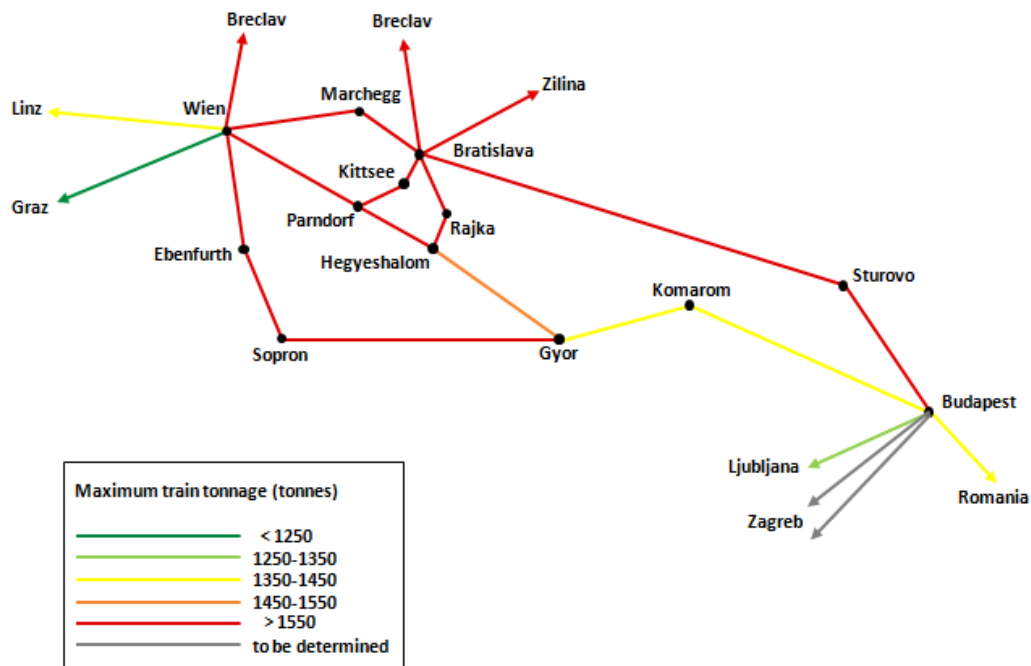 Breclav
Breclav
Linz
Wien
Marchegg
Zilina
Bratislava
Kittsee
Graz
Parndorf
Rajka
Ebenfurth
Hegyeshalom
Sturovo
Komarom
Sopron
Gyor
Budapest
Ljubljana
Romania
Zagreb
Maximum train tonnage (tonnes)
< 1250
1250-1350
1350-1450
1450-1550
> 1550
to be determined